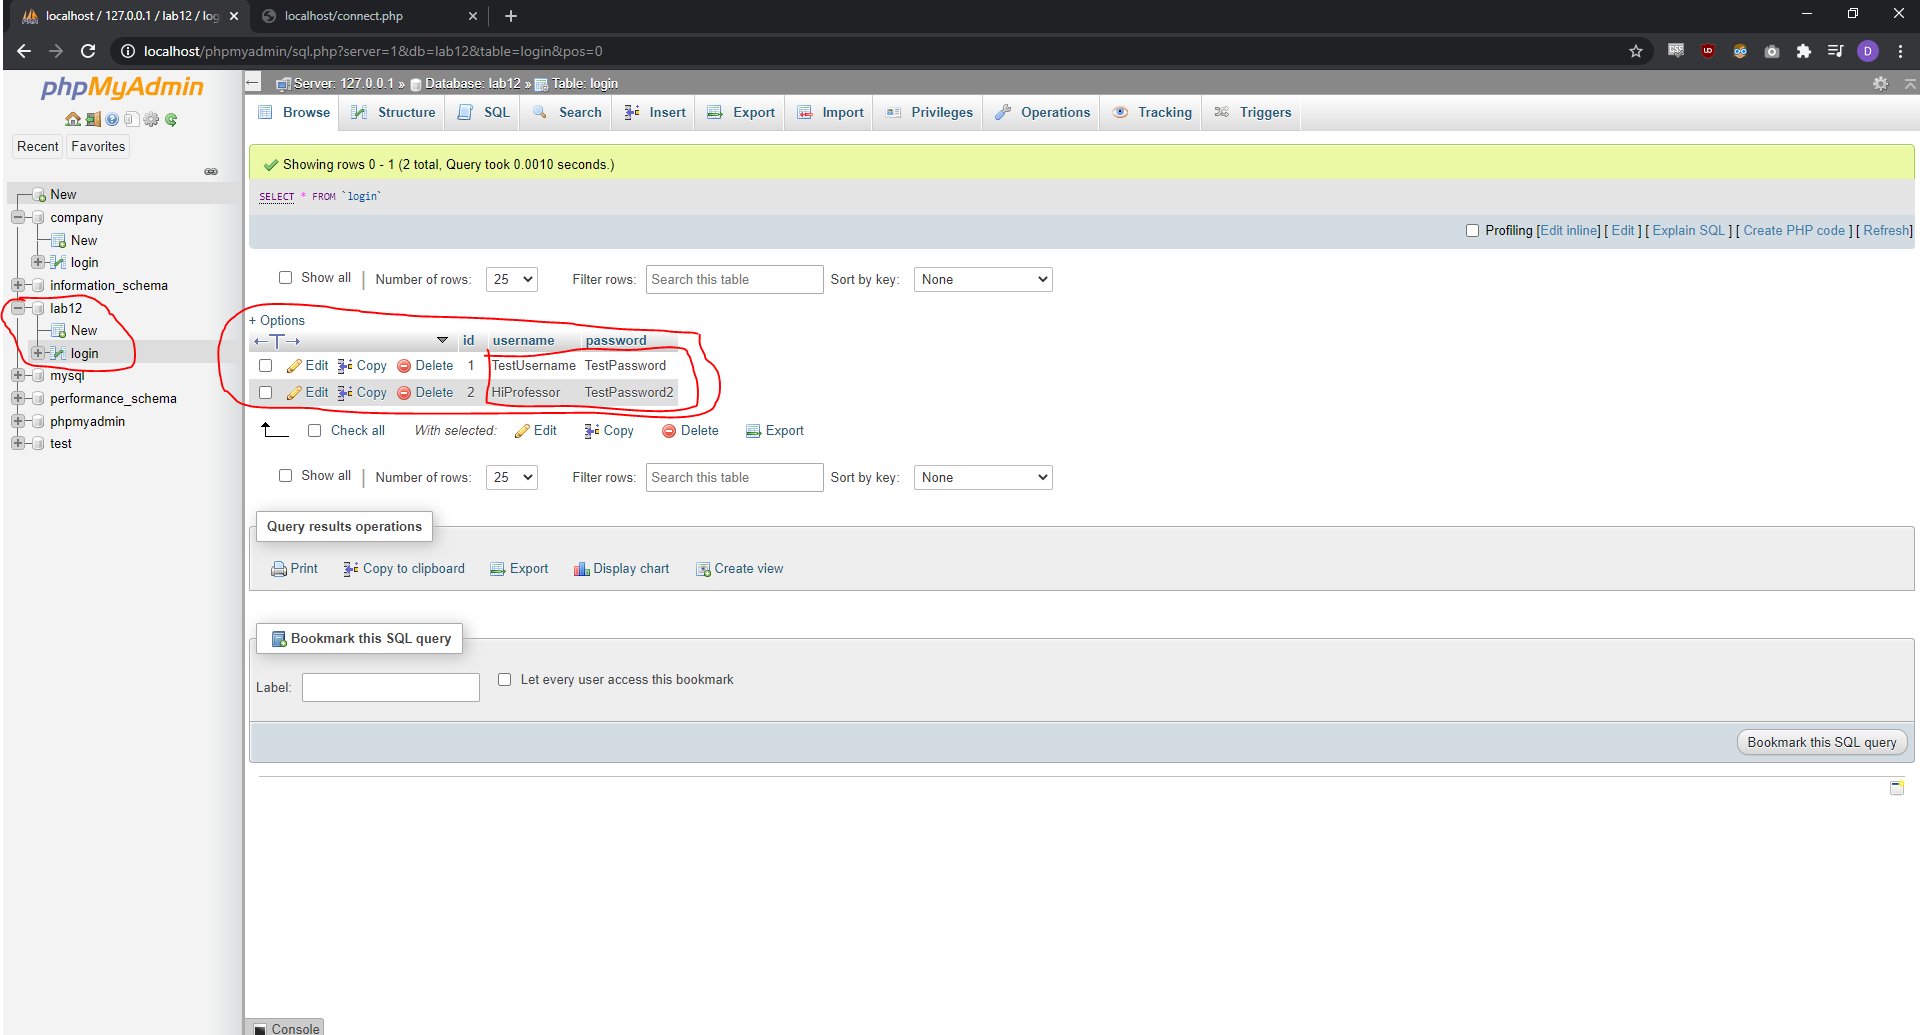 localhost / 127.0.0.1 / lab12 / log
localhost/connect.php
localhost/phpmyadmin/sql.php?server=1&db=lab12&table=login&pos=0
D
phpMyAdmin
Recent
Favorites
New
company
New
login
information_schema
lab12
New
login
mysql
performance_schema
phpmyadmin
test
Server: 127.0.0.1 » Database: lab12 » Table: login
Browse Structure SQL Search Insert Export Import Privileges Operations Tracking Triggers
Showing rows 0 - 1 (2 total, Query took 0.0010 seconds.)
SELECT * FROM `login`
Profiling [Edit inline] [ Edit ] [ Explain SQL ] [ Create PHP code ] [ Refresh]
Show all | Number of rows: 25 Filter rows: Search this table Sort by key: None
+ Options
←T→ id username password
Edit Copy Delete 1 TestUsername TestPassword
Edit Copy Delete 2 HiProfessor TestPassword2
Check all With selected: Edit Copy Delete Export
Show all | Number of rows: 25 Filter rows: Search this table Sort by key: None
Query results operations
Print Copy to clipboard Export Display chart Create view
Bookmark this SQL query
Label: Let every user access this bookmark
Bookmark this SQL query
Console